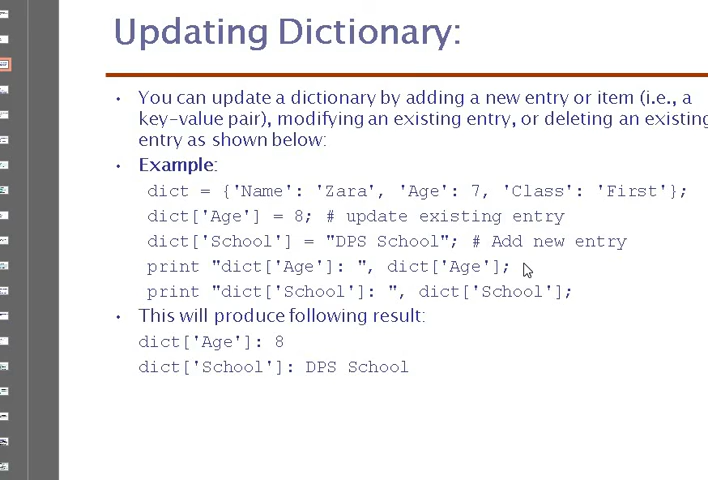 Updating Dictionary:
• You can update a dictionary by adding a new entry or item (i.e., a
key-value pair), modifying an existing entry, or deleting an existing
entry as shown below:
• Example:
dict = {'Name': 'Zara', 'Age': 7, 'Class': 'First'};
dict['Age'] = 8; # update existing entry
dict['School'] = "DPS School"; # Add new entry
print "dict['Age']: ", dict['Age'];
print "dict['School']: ", dict['School'];
• This will produce following result:
dict['Age']: 8
dict['School']: DPS School